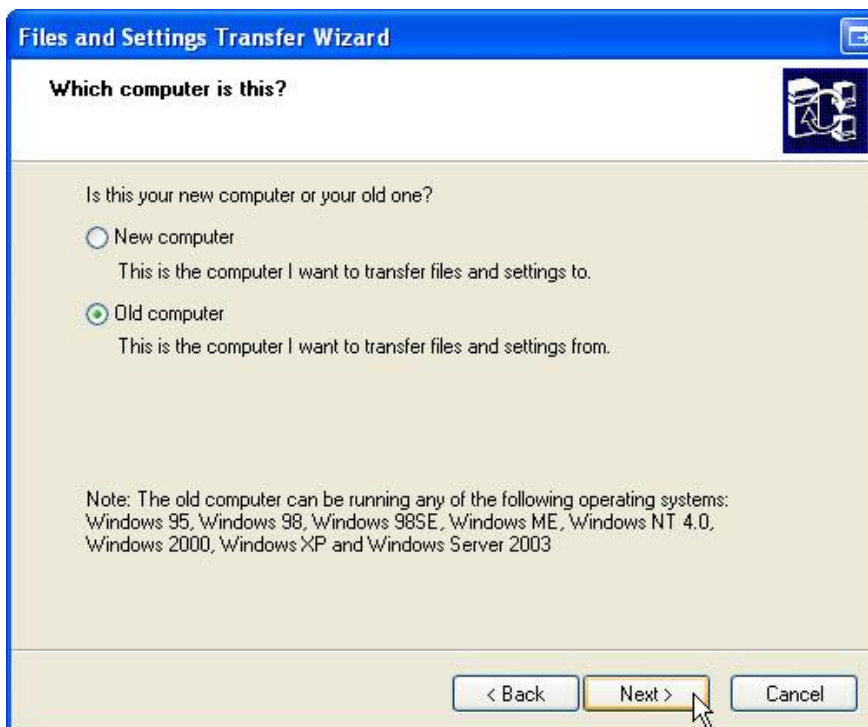 Files and Settings Transfer Wizard
Which computer is this?
Is this your new computer or your old one?
New computer
This is the computer I want to transfer files and settings to.
Old computer
This is the computer I want to transfer files and settings from.
Note: The old computer can be running any of the following operating systems:
Windows 95, Windows 98, Windows 98SE, Windows ME, Windows NT 4.0,
Windows 2000, Windows XP and Windows Server 2003
< Back Next > Cancel